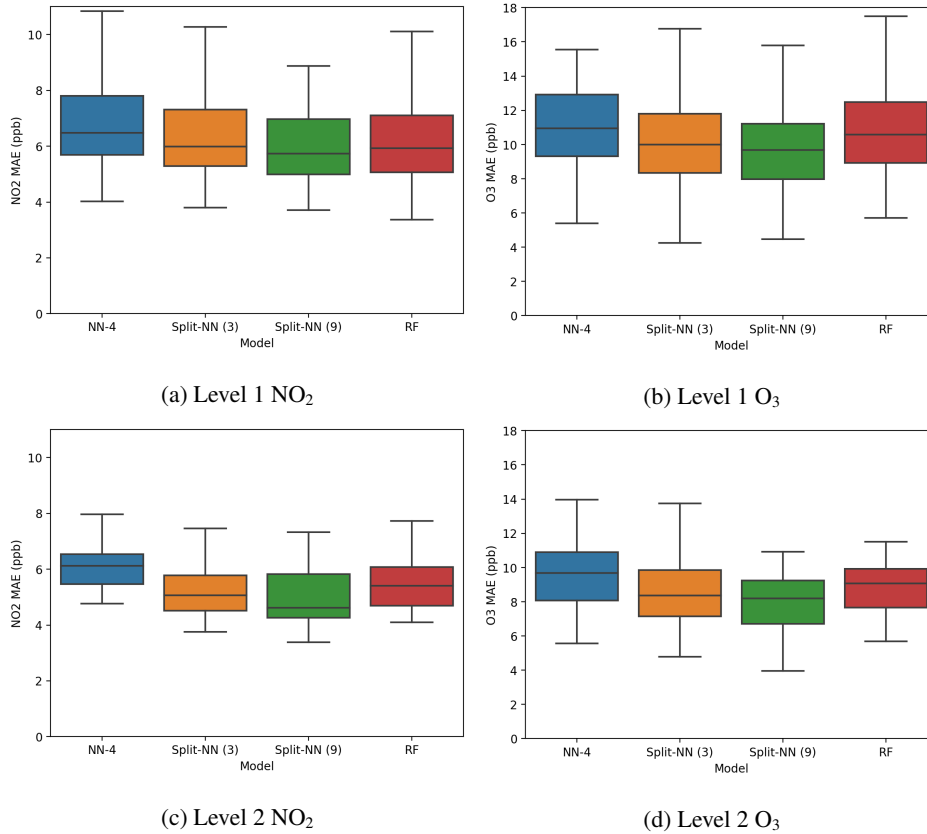 10
8
6
4
2
0
NO2 MAE (ppb)
NN-4 Split-NN (3) Split-NN (9) RF
Model
(a) Level 1 NO₂
18
16
14
12
10
8
6
4
2
0
O3 MAE (ppb)
NN-4 Split-NN (3) Split-NN (9) RF
Model
(b) Level 1 O₃
10
8
6
4
2
0
NO2 MAE (ppb)
NN-4 Split-NN (3) Split-NN (9) RF
Model
(c) Level 2 NO₂
18
16
14
12
10
8
6
4
2
0
O3 MAE (ppb)
NN-4 Split-NN (3) Split-NN (9) RF
Model
(d) Level 2 O₃